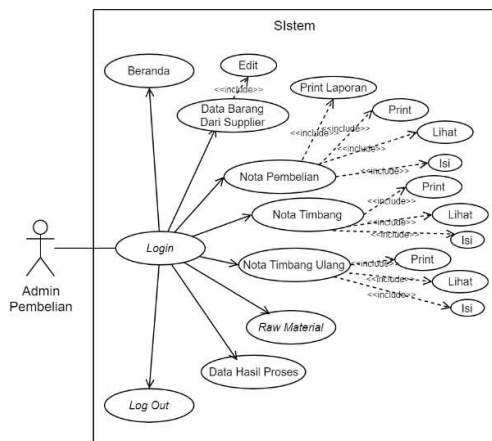 SIstem
Beranda
Edit
<<include>>
Data Barang
Dari Supplier
Print Laporan
<<include>>
Print
<<include>>
Lihat
<<include>>
Isi
<<include>>
Nota Pembelian
Print
<<include>>
Lihat
<<include>>
Isi
<<include>>
Nota Timbang
Login
Admin
Pembelian
Nota Timbang Ulang
Print
<<include>>
Lihat
<<include>>
Isi
<<include>>
Raw Material
Data Hasil Proses
Log Out